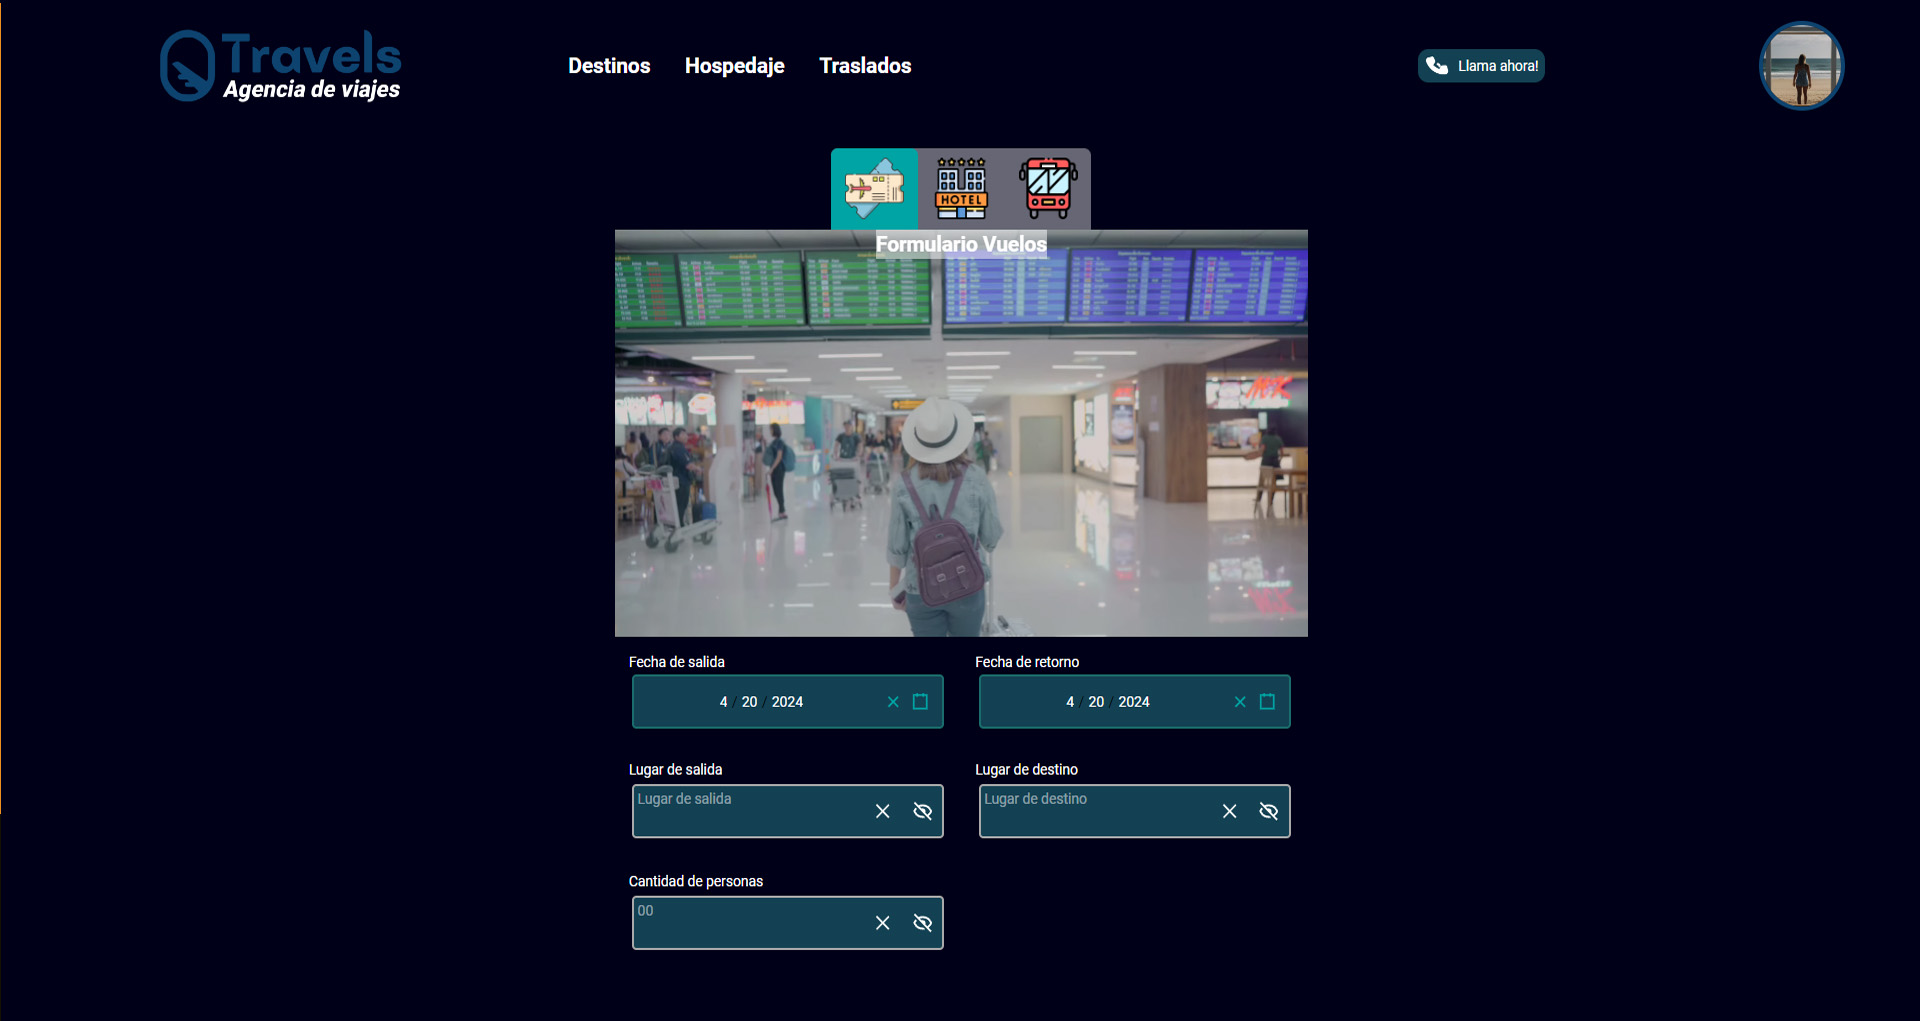 Travels
Agencia de viajes
Destinos
Hospedaje
Traslados
Llama ahora!
HOTEL
Formulario Vuelos
Fecha de salida
Fecha de retorno
4 / 20 / 2024
4 / 20 / 2024
Lugar de salida
Lugar de destino
Lugar de salida
Lugar de destino
Cantidad de personas
00